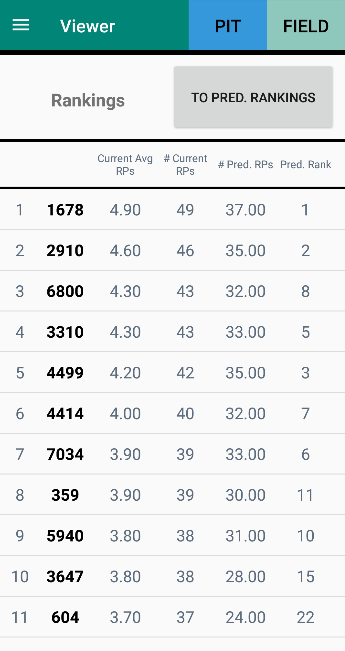 Viewer PIT FIELD
Rankings TO PRED. RANKINGS
Current Avg RPs # Current RPs # Pred. RPs Pred. Rank
1 1678 4.90 49 37.00 1
2 2910 4.60 46 35.00 2
3 6800 4.30 43 32.00 8
4 3310 4.30 43 33.00 5
5 4499 4.20 42 35.00 3
6 4414 4.00 40 32.00 7
7 7034 3.90 39 33.00 6
8 359 3.90 39 30.00 11
9 5940 3.80 38 31.00 10
10 3647 3.80 38 28.00 15
11 604 3.70 37 24.00 22